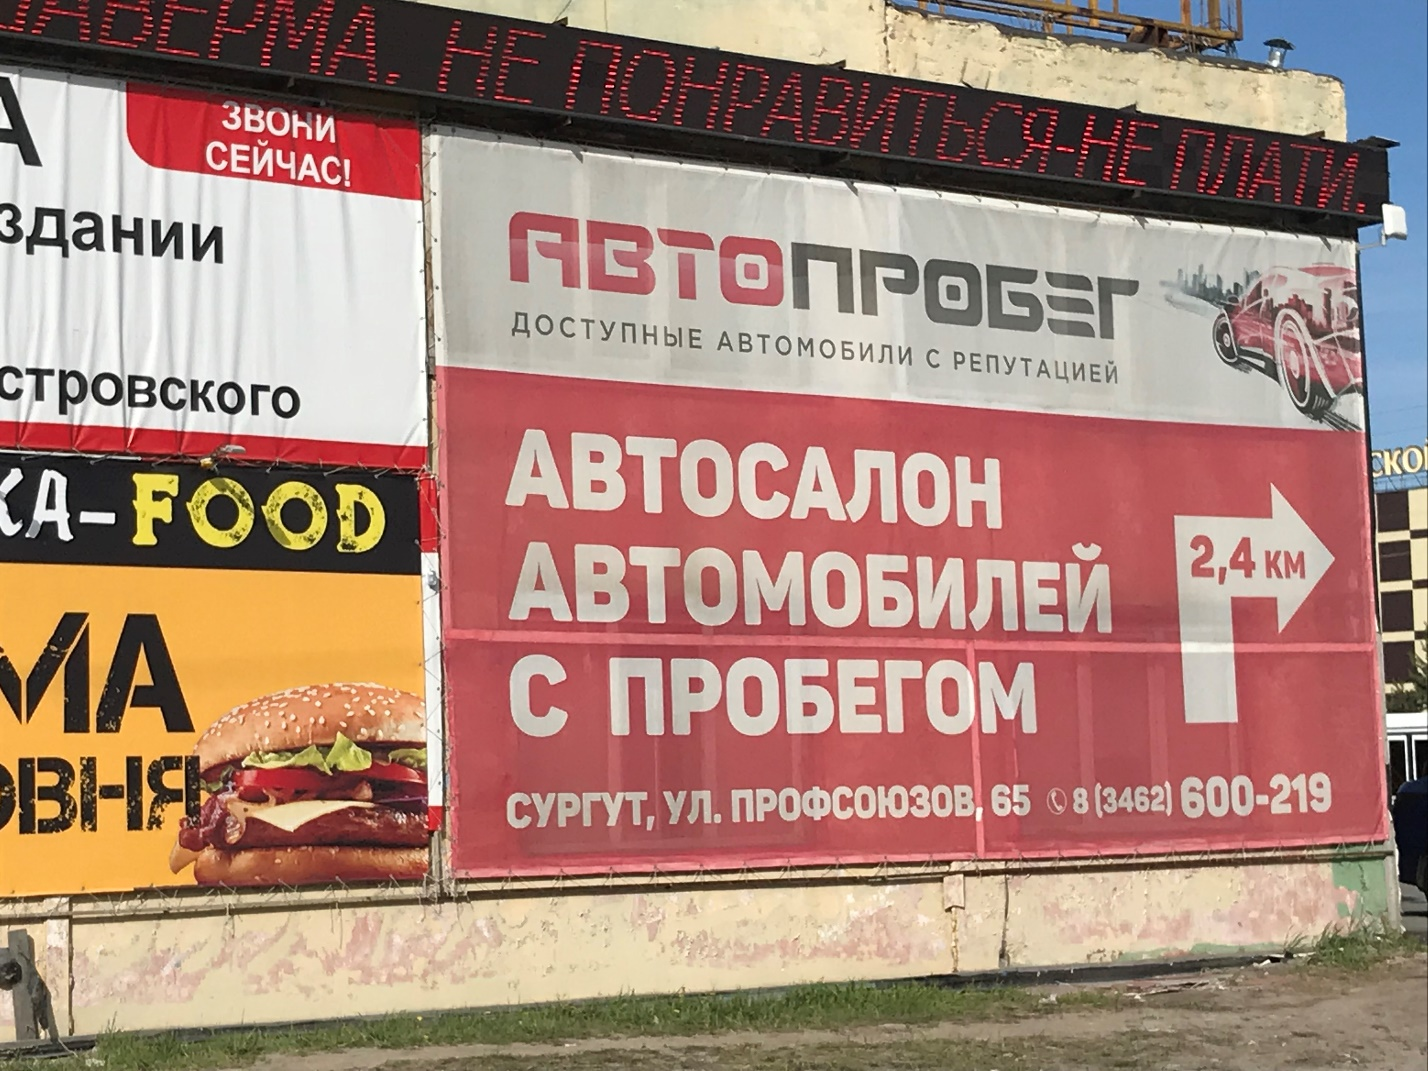 ШАВЕРМА. НЕ ПОНРАВИТЬСЯ-НЕ ПЛАТИ.
ЗВОНИ
СЕЙЧАС!
здании
стровского
КА-FOOD
МА
ОВНЯ
АВТОПРОБЕГ
ДОСТУПНЫЕ АВТОМОБИЛИ С РЕПУТАЦИЕЙ
АВТОСАЛОН
АВТОМОБИЛЕЙ
С ПРОБЕГОМ
2,4 КМ
СУРГУТ, УЛ. ПРОФСОЮЗОВ, 65 8 (3462) 600-219